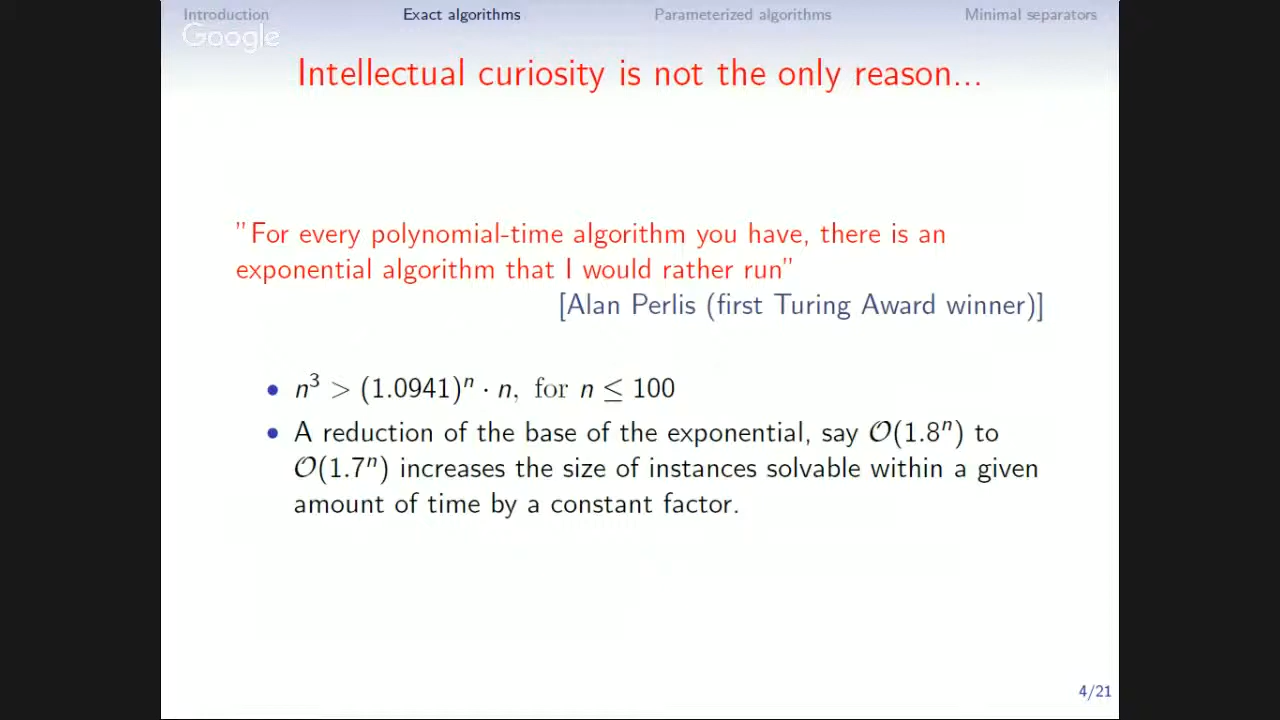 Introduction Exact algorithms Parameterized algorithms Minimal separators
Google
Intellectual curiosity is not the only reason...
”For every polynomial-time algorithm you have, there is an
exponential algorithm that I would rather run”
[Alan Perlis (first Turing Award winner)]
• n³ > (1.0941)ⁿ · n, for n ≤ 100
• A reduction of the base of the exponential, say O(1.8ⁿ) to
O(1.7ⁿ) increases the size of instances solvable within a given
amount of time by a constant factor.
4/21